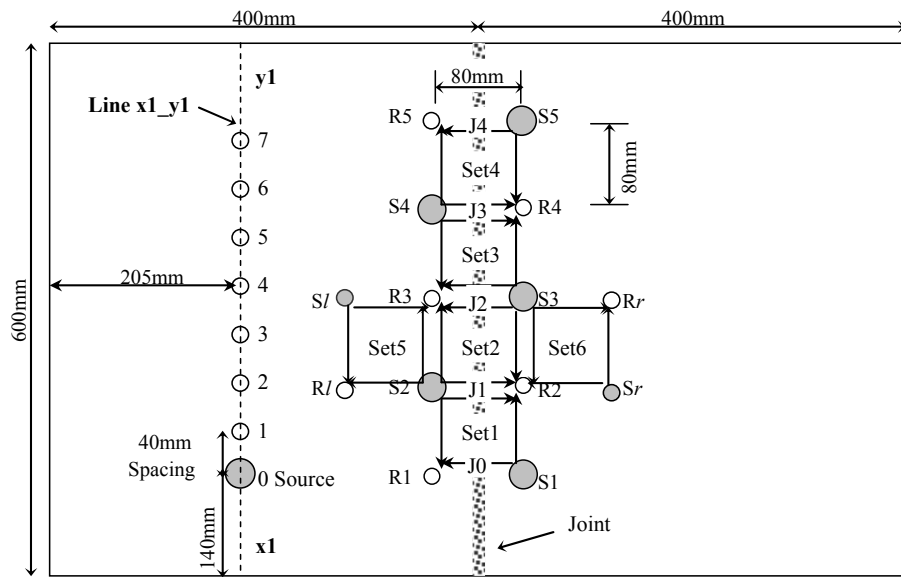 400mm 400mm
y1
80mm
Line x1_y1
R5 J4 S5
7
Set4 80mm
6
S4 J3 R4
5
Set3
205mm 4
600mm
Sl R3 J2 S3 Rr
3
Set5 Set2 Set6
2
Rl S2 J1 R2 Sr
1
Set1
40mm
Spacing
J0
0 Source R1 S1
140mm
Joint
x1